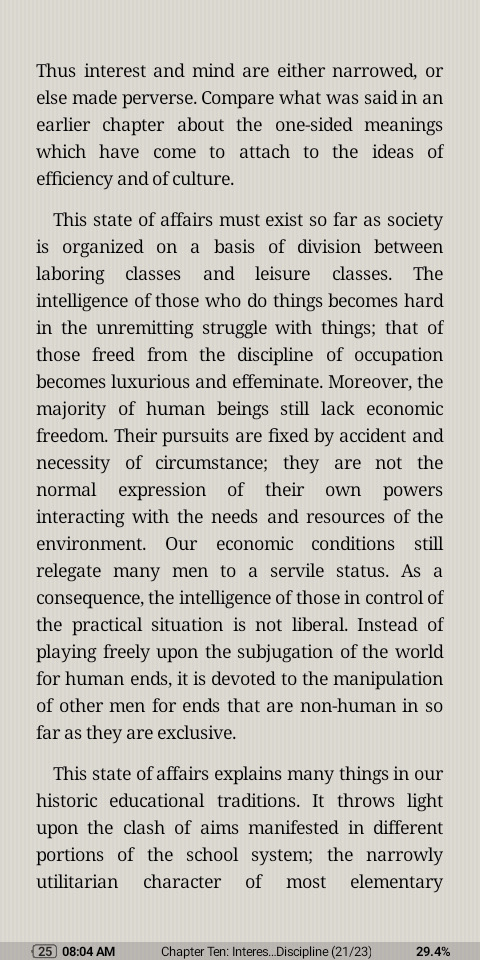 Thus interest and mind are either narrowed, or
else made perverse. Compare what was said in an
earlier chapter about the one-sided meanings
which have come to attach to the ideas of
efficiency and of culture.
This state of affairs must exist so far as society
is organized on a basis of division between
laboring classes and leisure classes. The
intelligence of those who do things becomes hard
in the unremitting struggle with things; that of
those freed from the discipline of occupation
becomes luxurious and effeminate. Moreover, the
majority of human beings still lack economic
freedom. Their pursuits are fixed by accident and
necessity of circumstance; they are not the
normal expression of their own powers
interacting with the needs and resources of the
environment. Our economic conditions still
relegate many men to a servile status. As a
consequence, the intelligence of those in control of
the practical situation is not liberal. Instead of
playing freely upon the subjugation of the world
for human ends, it is devoted to the manipulation
of other men for ends that are non-human in so
far as they are exclusive.
This state of affairs explains many things in our
historic educational traditions. It throws light
upon the clash of aims manifested in different
portions of the school system; the narrowly
utilitarian character of most elementary
25 08:04 AM Chapter Ten: Interes...Discipline (21/23) 29.4%